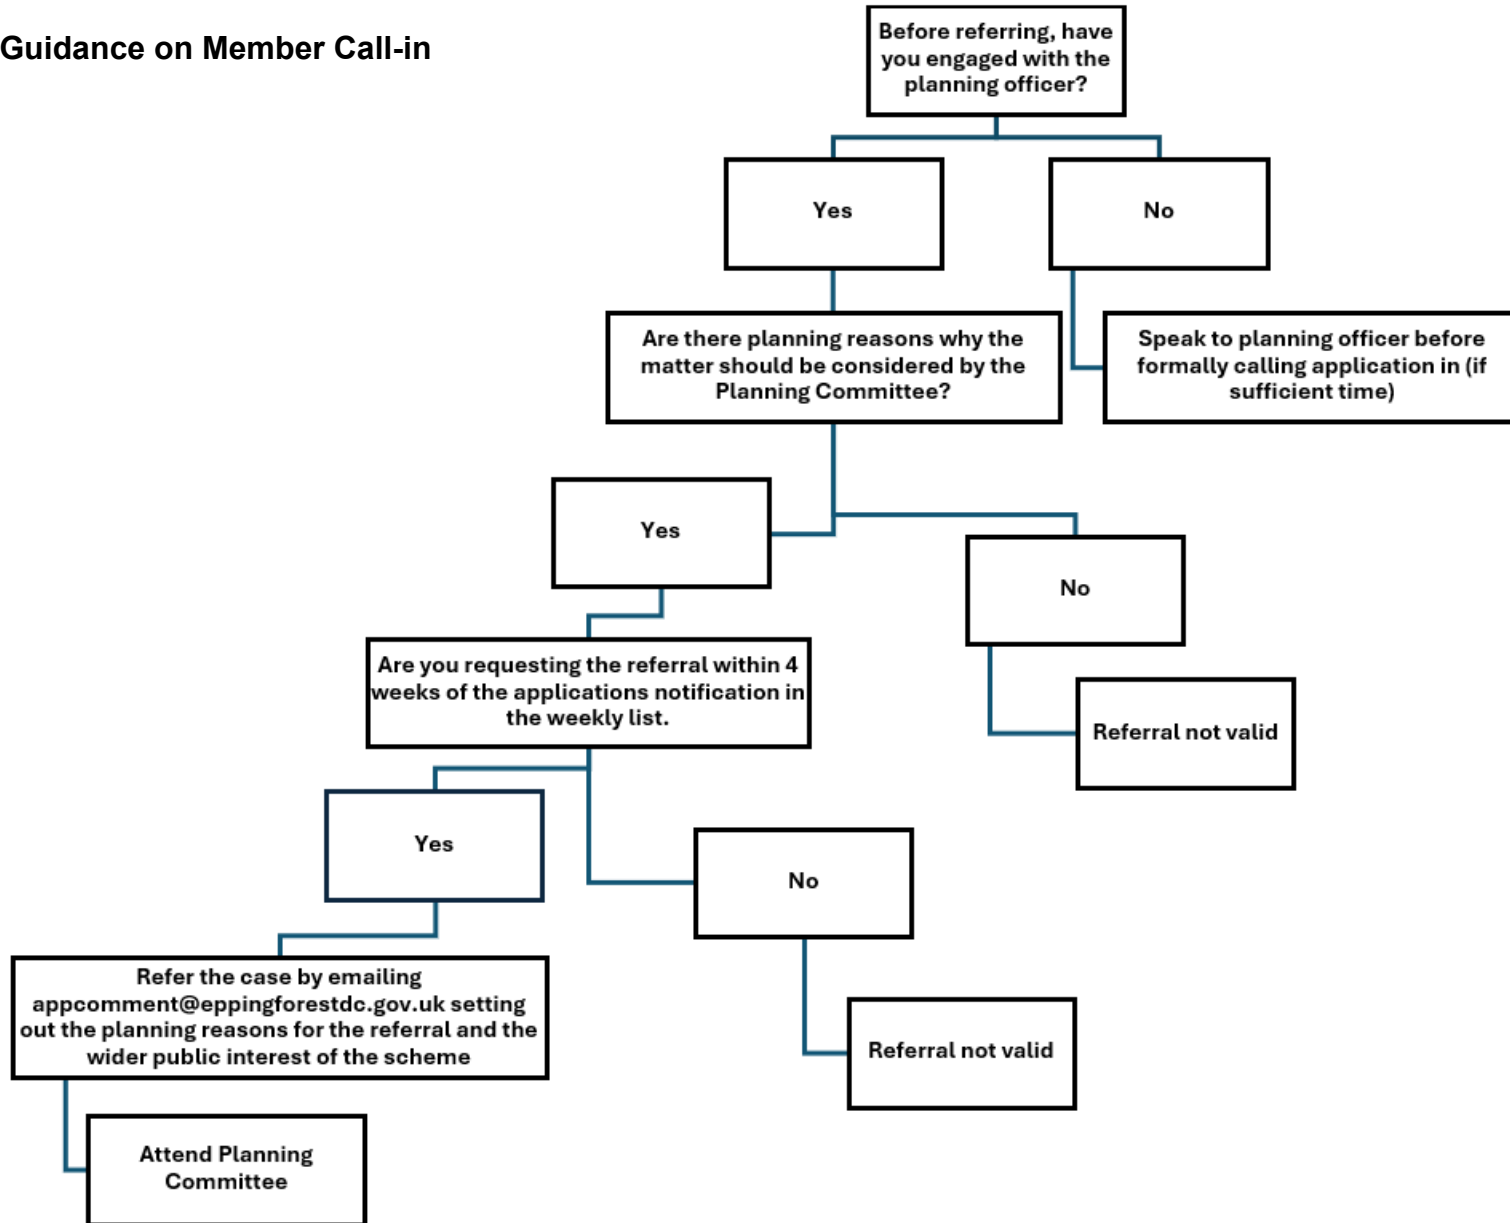 Guidance on Member Call-in
Before referring, have
you engaged with the
planning officer?
Yes
No
Are there planning reasons why the
matter should be considered by the
Planning Committee?
Speak to planning officer before
formally calling application in (if
sufficient time)
Yes
No
Are you requesting the referral within 4
weeks of the applications notification in
the weekly list.
Referral not valid
Yes
No
Refer the case by emailing
appcomment@eppingforestdc.gov.uk setting
out the planning reasons for the referral and the
wider public interest of the scheme
Referral not valid
Attend Planning
Committee